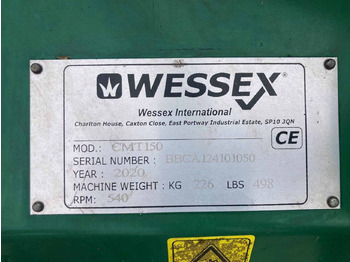 WESSEX
Wessex International
Charlton House, Caxton Close, East Portway Industrial Estate, SP10 3QN
CE
MOD.: CMT150
SERIAL NUMBER : BBCA124101050
YEAR : 2020
MACHINE WEIGHT : KG 226 LBS 498
RPM: 540